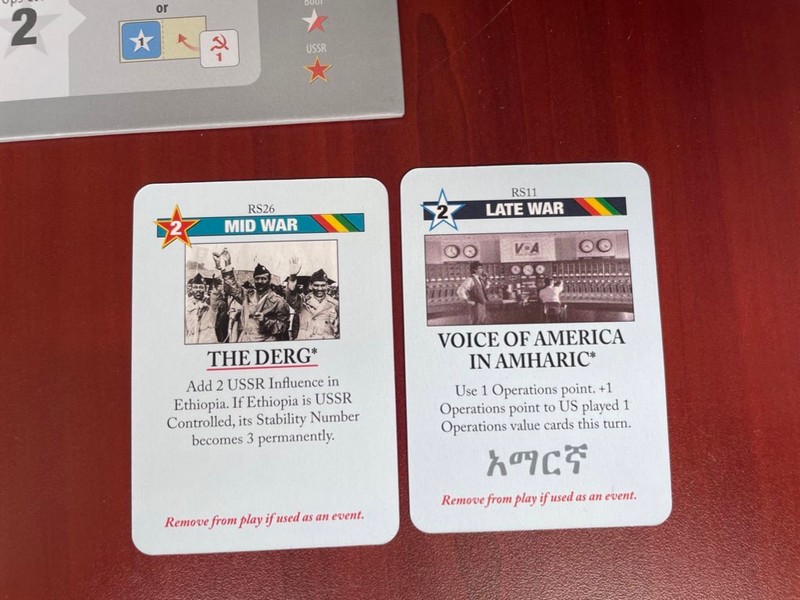 2
or
1
1
USSR
RS26
2
MID WAR
THE DERG*
Add 2 USSR Influence in
Ethiopia. If Ethiopia is USSR
Controlled, its Stability Number
becomes 3 permanently.
Remove from play if used as an event.
RS11
2
LATE WAR
VOA
VOICE OF AMERICA
IN AMHARIC*
Use 1 Operations point. +1
Operations point to US played 1
Operations value cards this turn.
አማርኛ
Remove from play if used as an event.